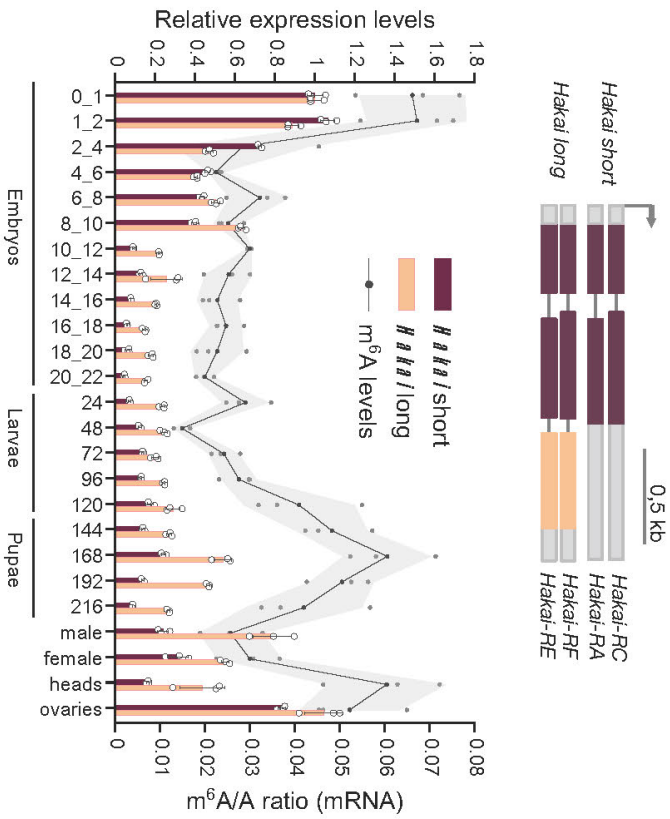 Relative expression levels
0 0.2 0.4 0.6 0.8 1 1.2 1.4 1.6 1.8
0_1
1_2
2_4
4_6
6_8
8_10
10_12
12_14
14_16
16_18
18_20
20_22
24
48
72
96
120
144
168
192
216
male
female
heads
ovaries
Embryos
Larvae
Pupae
0 0.01 0.02 0.03 0.04 0.05 0.06 0.07 0.08
m⁶A/A ratio (mRNA)
Hakai short
Hakai long
m⁶A levels
Hakai short
Hakai long
0,5 kb
Hakai-RC
Hakai-RA
Hakai-RF
Hakai-RE